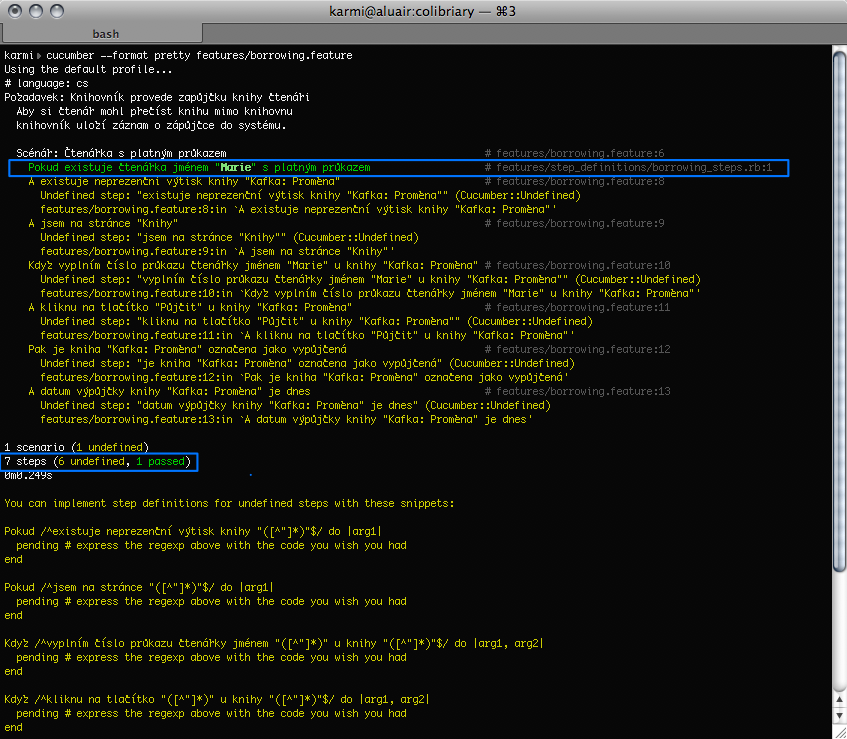 karmi@aluair:colibriary — ⌘3
bash
karmi▸ cucumber --format pretty features/borrowing.feature
Using the default profile...
# language: cs
Požadavek: Knihovník provede zapůjčku knihy čtenáři
Aby si čtenář mohl přečíst knihu mimo knihovnu
knihovník uloží záznam o zápůjčce do systému.
Scénář: Čtenářka s platným průkazem # features/borrowing.feature:6
Pokud existuje čtenářka jménem "Marie" s platným průkazem # features/step_definitions/borrowing_steps.rb:1
A existuje neprezenční výtisk knihy "Kafka: Proměna" # features/borrowing.feature:8
Undefined step: "existuje neprezenční výtisk knihy "Kafka: Proměna"" (Cucumber::Undefined)
features/borrowing.feature:8:in `A existuje neprezenční výtisk knihy "Kafka: Proměna"'
A jsem na stránce "Knihy" # features/borrowing.feature:9
Undefined step: "jsem na stránce "Knihy"" (Cucumber::Undefined)
features/borrowing.feature:9:in `A jsem na stránce "Knihy"'
Když vyplním číslo průkazu čtenářky jménem "Marie" u knihy "Kafka: Proměna" # features/borrowing.feature:10
Undefined step: "vyplním číslo průkazu čtenářky jménem "Marie" u knihy "Kafka: Proměna"" (Cucumber::Undefined)
features/borrowing.feature:10:in `Když vyplním číslo průkazu čtenářky jménem "Marie" u knihy "Kafka: Proměna"'
A kliknu na tlačítko "Půjčit" u knihy "Kafka: Proměna" # features/borrowing.feature:11
Undefined step: "kliknu na tlačítko "Půjčit" u knihy "Kafka: Proměna"" (Cucumber::Undefined)
features/borrowing.feature:11:in `A kliknu na tlačítko "Půjčit" u knihy "Kafka: Proměna"'
Pak je kniha "Kafka: Proměna" označena jako vypůjčená # features/borrowing.feature:12
Undefined step: "je kniha "Kafka: Proměna" označena jako vypůjčená" (Cucumber::Undefined)
features/borrowing.feature:12:in `Pak je kniha "Kafka: Proměna" označena jako vypůjčená'
A datum výpůjčky knihy "Kafka: Proměna" je dnes # features/borrowing.feature:13
Undefined step: "datum výpůjčky knihy "Kafka: Proměna" je dnes" (Cucumber::Undefined)
features/borrowing.feature:13:in `A datum výpůjčky knihy "Kafka: Proměna" je dnes'
1 scenario (1 undefined)
7 steps (6 undefined, 1 passed)
0m0.249s
You can implement step definitions for undefined steps with these snippets:
Pokud /^existuje neprezenční výtisk knihy "([^"]*)"$/ do |arg1|
pending # express the regexp above with the code you wish you had
end
Pokud /^jsem na stránce "([^"]*)"$/ do |arg1|
pending # express the regexp above with the code you wish you had
end
Když /^vyplním číslo průkazu čtenářky jménem "([^"]*)" u knihy "([^"]*)"$/ do |arg1, arg2|
pending # express the regexp above with the code you wish you had
end
Když /^kliknu na tlačítko "([^"]*)" u knihy "([^"]*)"$/ do |arg1, arg2|
pending # express the regexp above with the code you wish you had
end